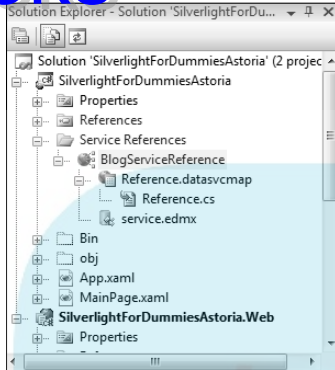 Solution Explorer - Solution 'SilverlightForDu...
Solution 'SilverlightForDummiesAstoria' (2 projec
SilverlightForDummiesAstoria
Properties
References
Service References
BlogServiceReference
Reference.datasvcmap
Reference.cs
service.edmx
Bin
obj
App.xaml
MainPage.xaml
SilverlightForDummiesAstoria.Web
Properties